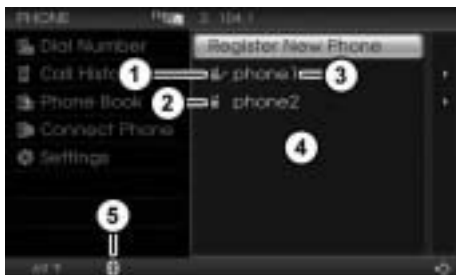 PHONE
Dial Number Register New Phone
Call Hist 1 phone1 3
Phone Book 2 phone2
Connect Phone 4
Settings
5